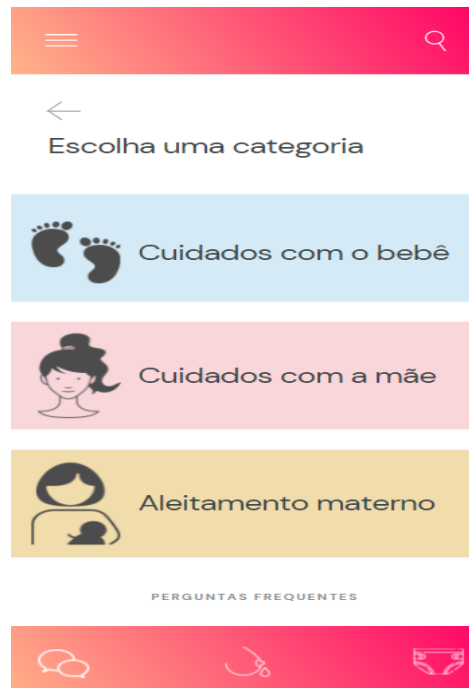 Escolha uma categoria
Cuidados com o bebê
Cuidados com a mãe
Aleitamento materno
PERGUNTAS FREQUENTES